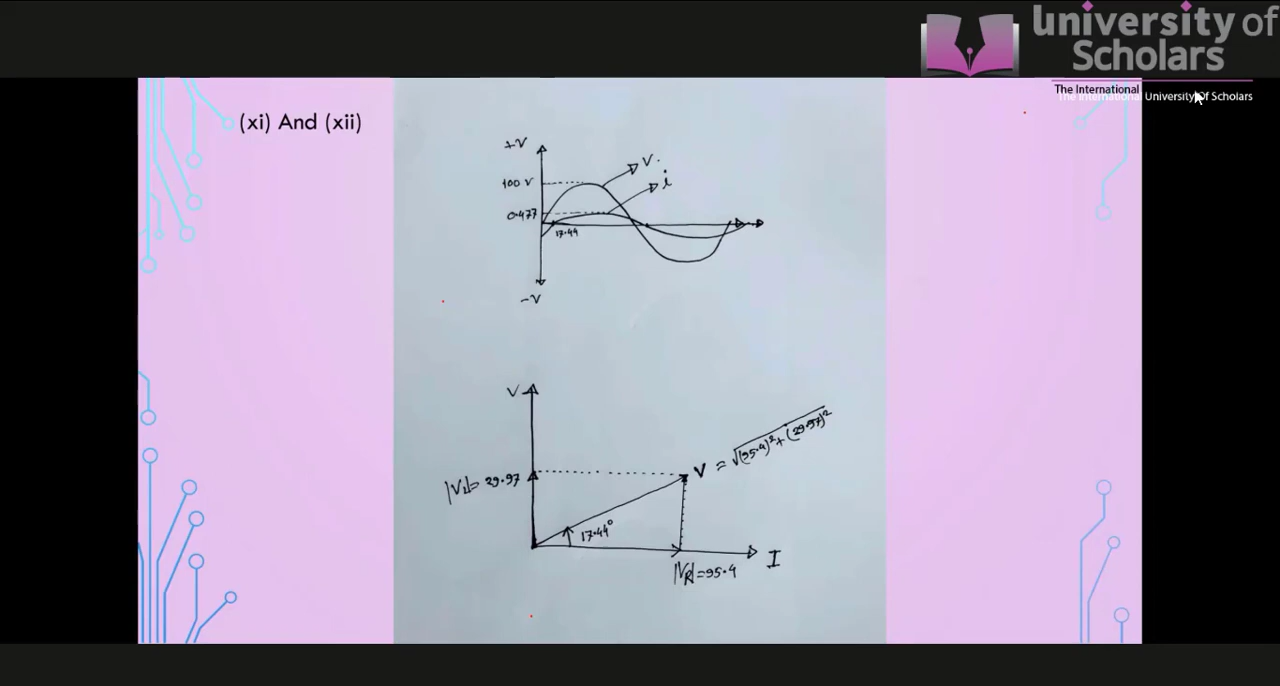 University of
Scholars
The International
The International University Of Scholars
(xi) And (xii)
+V
100 V
V.
i
0.477
17.44
-V
V
V = √(95.4)²+(29.97)²
|VL|= 29.97
17.44°
I
|VR|=95.4